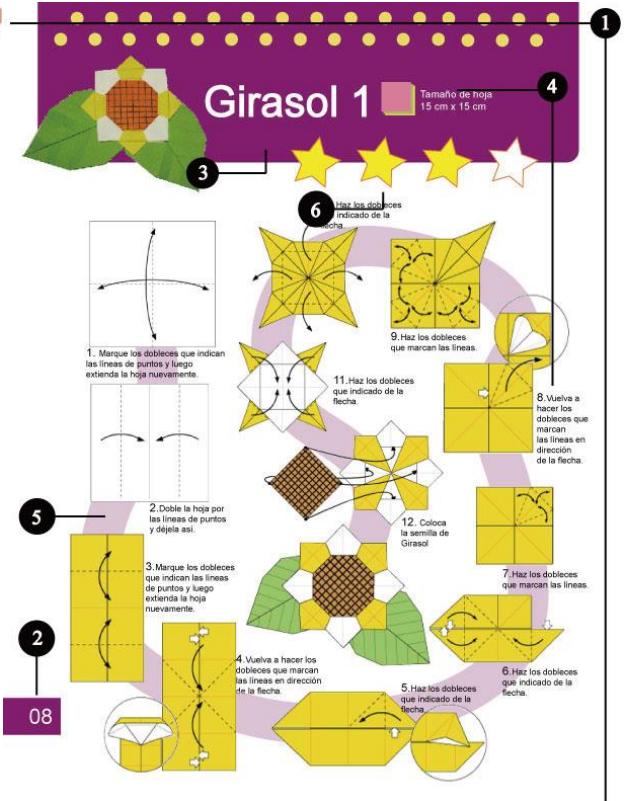 1
Girasol 1
Tamaño de hoja
15 cm x 15 cm
4
3
6
Haz los dobleces
indicado de la
1. Marque los dobleces que indican
las líneas de puntos y luego
extienda la hoja nuevamente.
9.Haz los dobleces
que marcan las líneas.
11.Haz los dobleces
que indicado de la
flecha.
8.Vuelva a
hacer los
dobleces que
marcan
las líneas en
dirección
de la flecha.
2.Doble la hoja por
las líneas de puntos
y déjela así.
5
12. Coloca
la semilla de
Girasol
3.Marque los dobleces
que indican las líneas
de puntos y luego
extienda la hoja
nuevamente.
7.Haz los dobleces
que marcan las líneas.
2
4.Vuelva a hacer los
dobleces que marcan
las líneas en dirección
de la flecha.
6.Haz los dobleces
que indicado de la
flecha.
5.Haz los dobleces
que indicado de la
flecha.
08